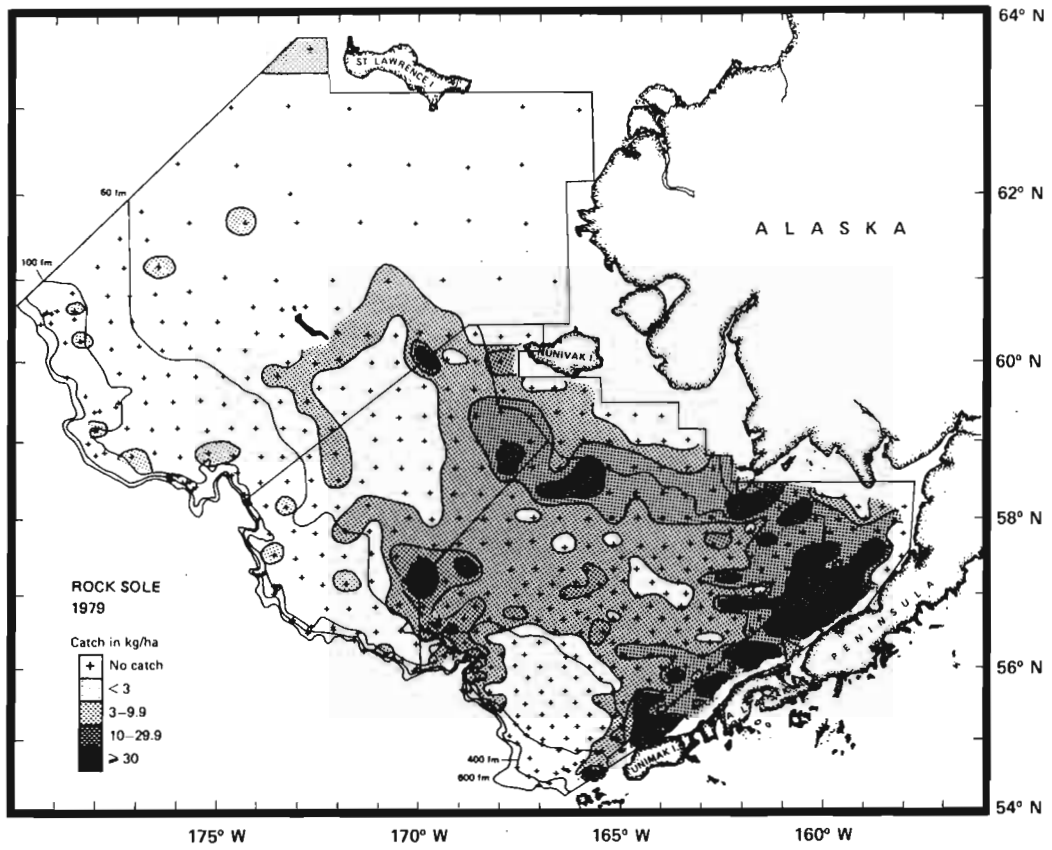 64° N
ST LAWRENCE I.
62° N
60 fm
ALASKA
100 fm
60° N
NUNIVAK I.
58° N
ROCK SOLE
1979
Catch in kg/ha
+ No catch
< 3
3–9.9
10–29.9
≥ 30
PENINSULA
56° N
400 fm
600 fm
UNIMAK I.
54° N
175° W
170° W
165° W
160° W